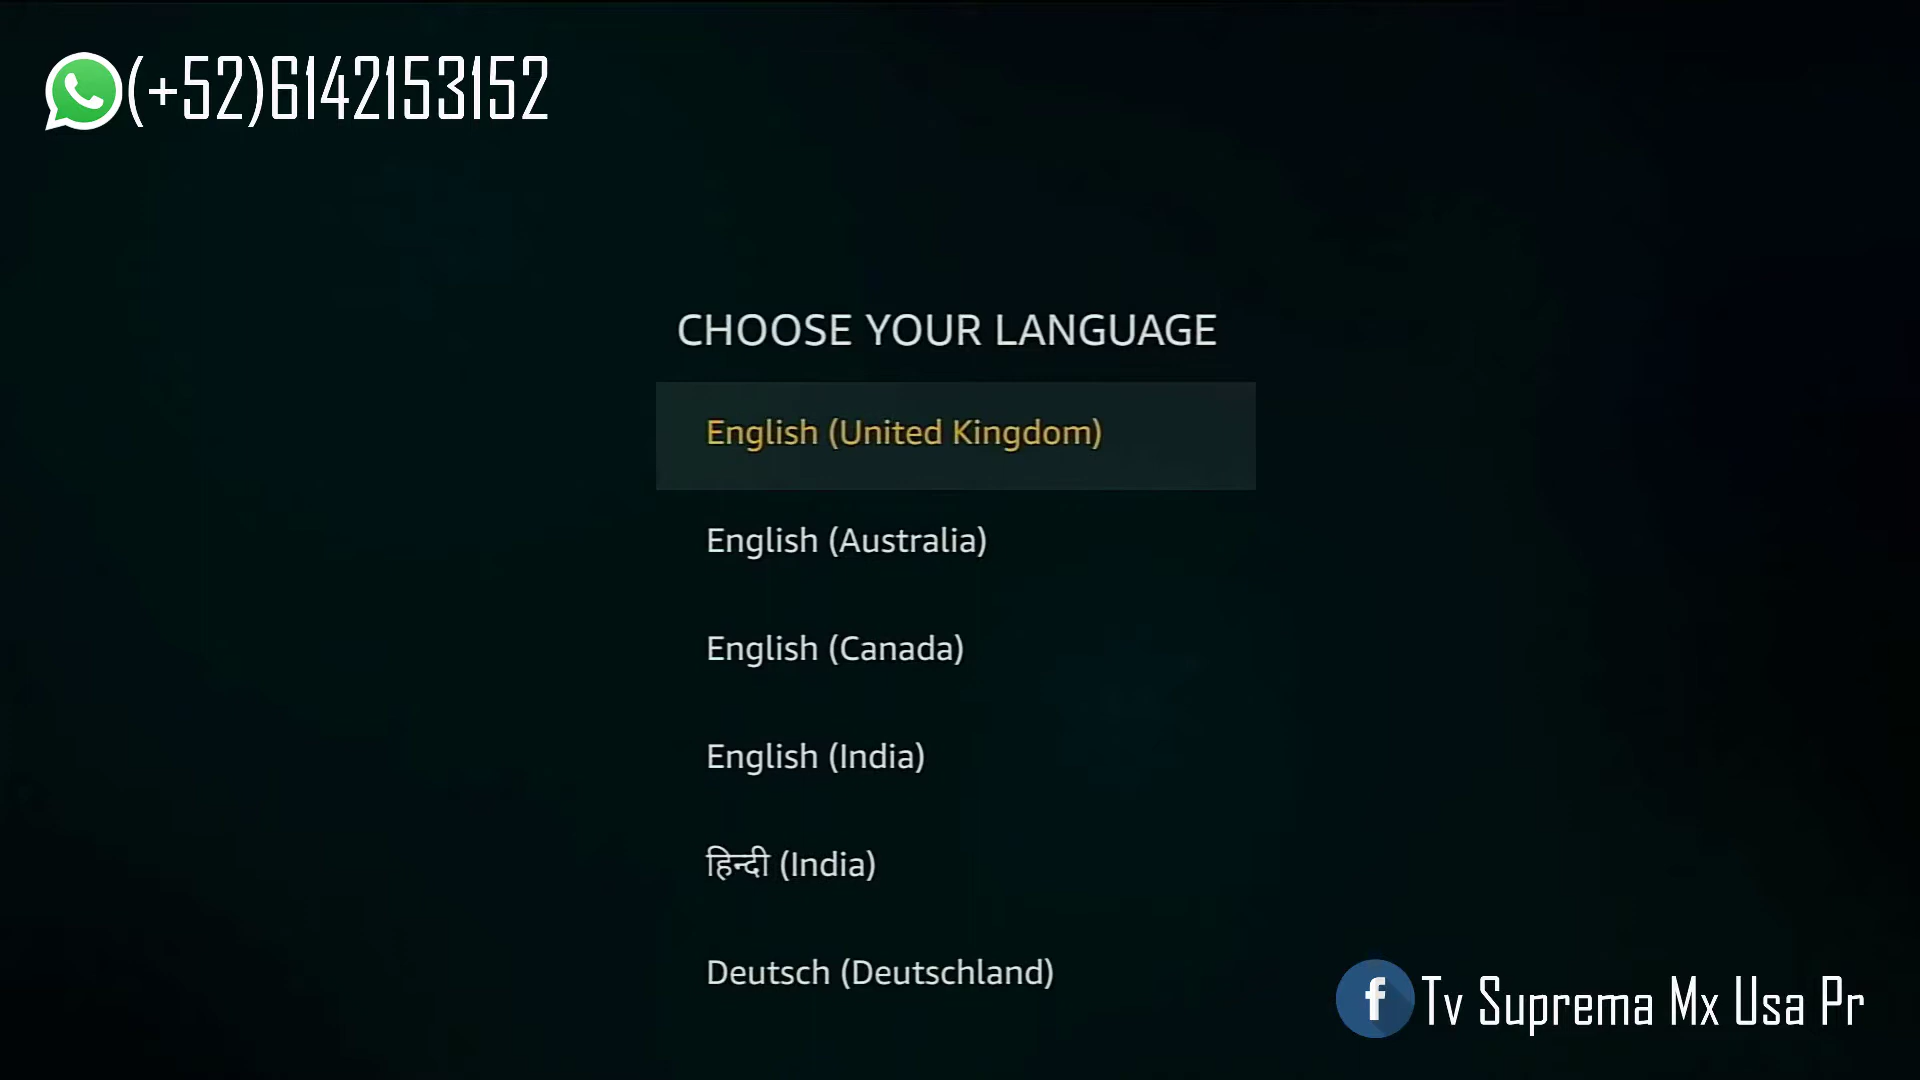 (+52)6142153152
CHOOSE YOUR LANGUAGE
English (United Kingdom)
English (Australia)
English (Canada)
English (India)
हिन्दी (India)
Deutsch (Deutschland)
Tv Suprema Mx Usa Pr